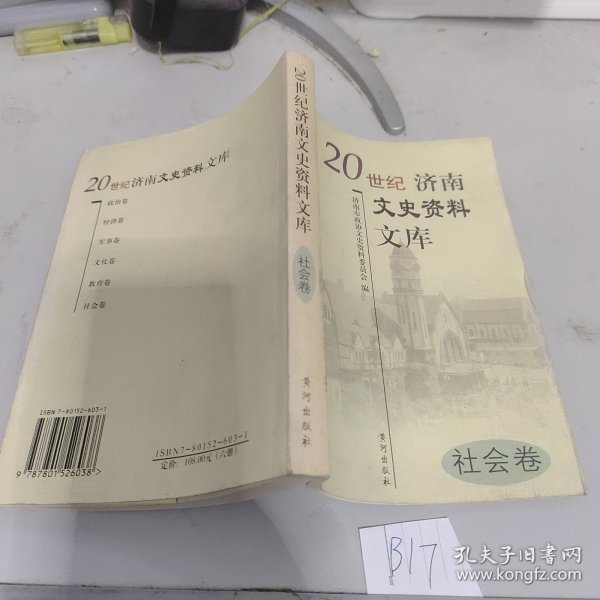 20世纪济南文史资料文库
政治卷
经济卷
军事卷
文化卷
教育卷
社会卷
ISBN 7-80152-603-1
9 787801 526038 >
ISBN7-80152-603-1
定价：108.00元（六册）
20世纪济南文史资料文库
社会卷
黄河出版社
20世纪 济南
文史资料
文库
济南市政协文史资料委员会 编
黄河出版社
社会卷
B17
孔夫子旧书网
www.kongfz.com